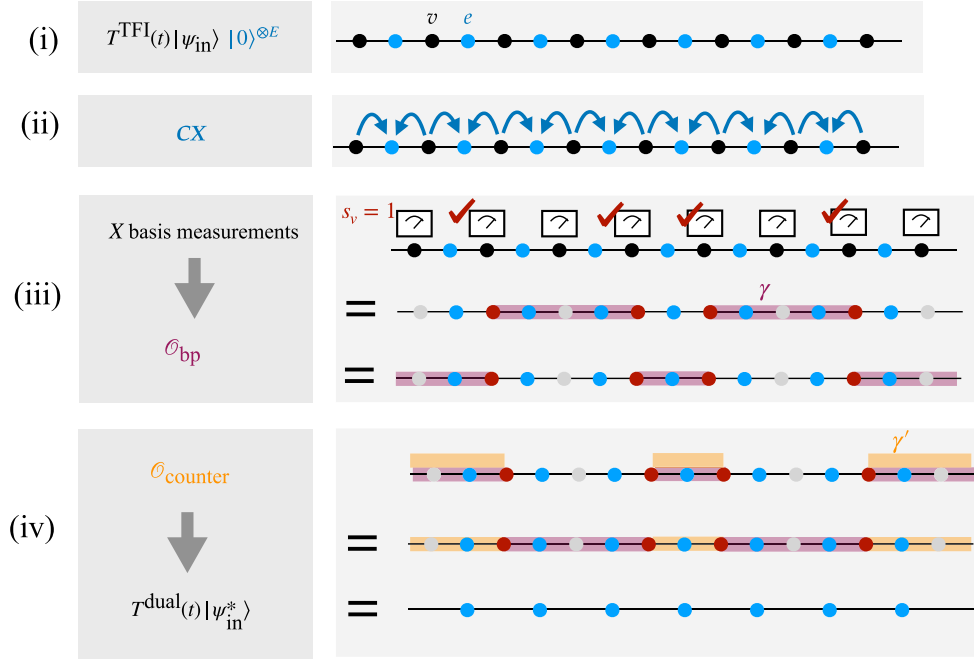 (i)
T^TFI(t)|ψ_in⟩ |0⟩^⊗E
v e
(ii)
CX
(iii)
X basis measurements
𝒪_bp
s_v = 1
=
γ
=
(iv)
𝒪_counter
T^dual(t)|ψ*_in⟩
γ′
=
=